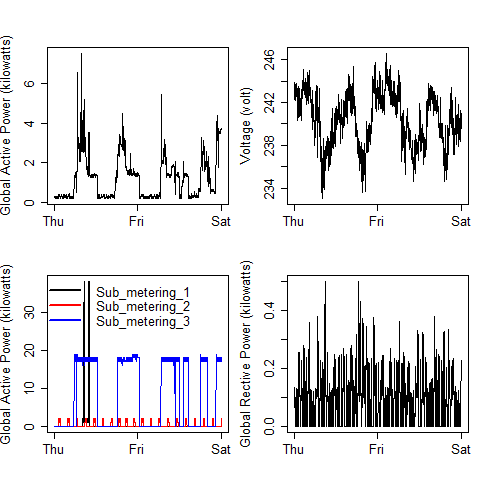 Global Active Power (kilowatts)
0 2 4 6
Thu Fri Sat
Voltage (volt)
234 238 242 246
Thu Fri Sat
Global Active Power (kilowatts)
0 10 20 30
Sub_metering_1
Sub_metering_2
Sub_metering_3
Thu Fri Sat
Global Rective Power (kilowatts)
0.0 0.2 0.4
Thu Fri Sat